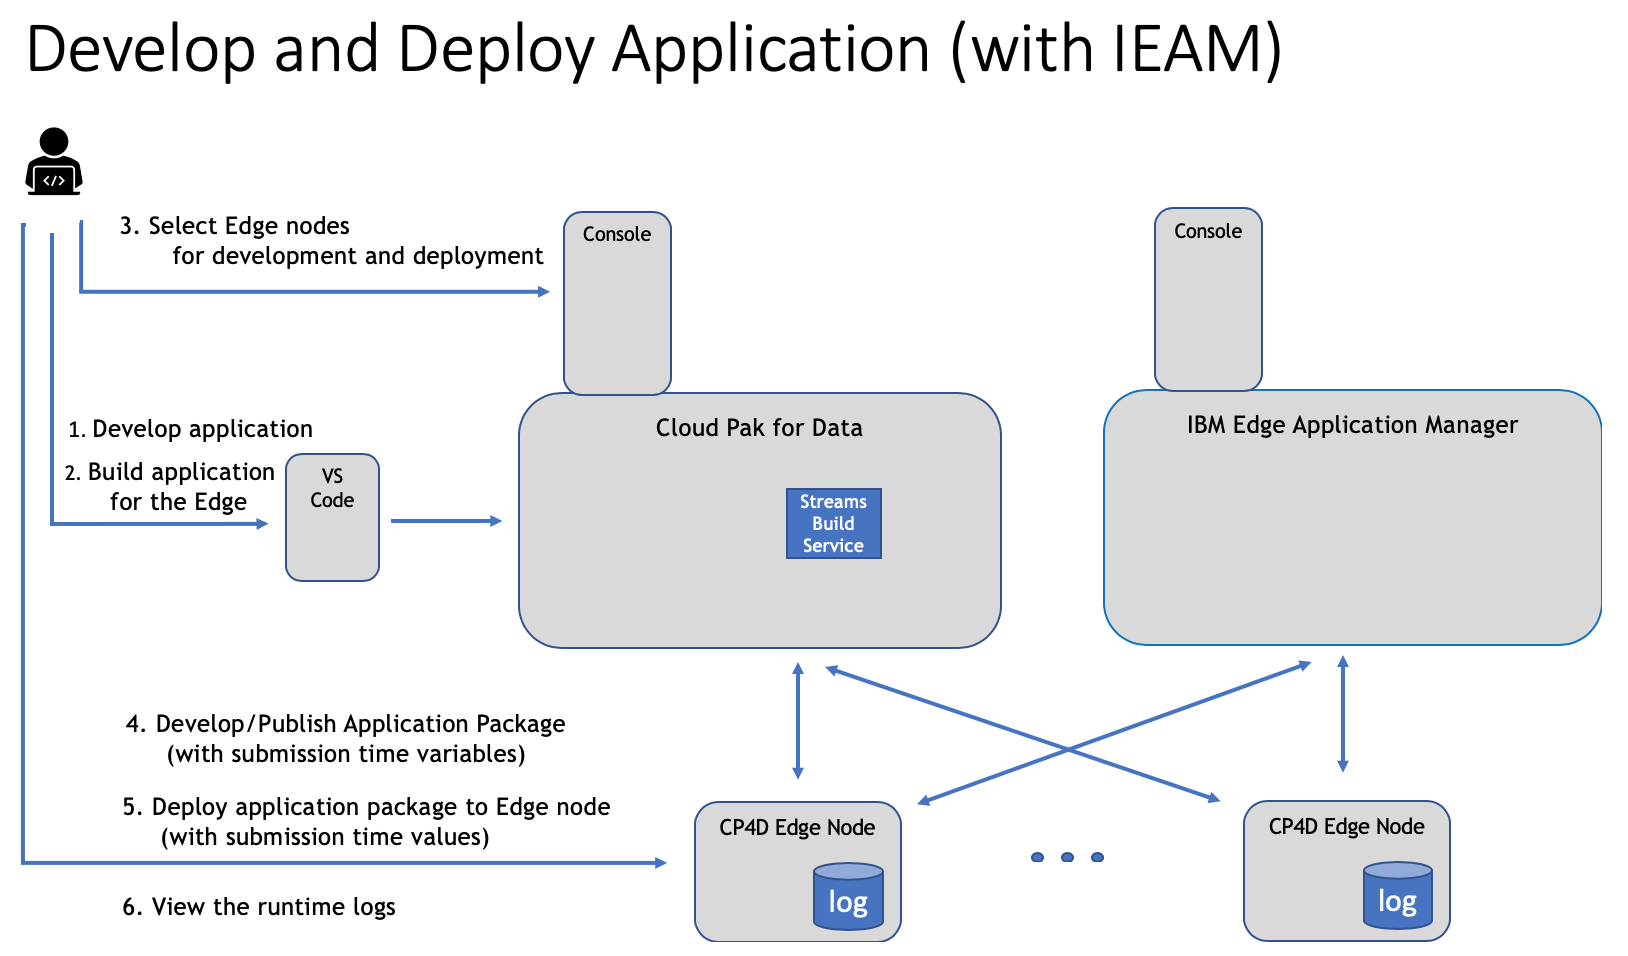 Develop and Deploy Application (with IEAM)
</>
3. Select Edge nodes
for development and deployment
Console
Console
1. Develop application
2. Build application
for the Edge
VS
Code
Cloud Pak for Data
Streams
Build
Service
IBM Edge Application Manager
4. Develop/Publish Application Package
(with submission time variables)
5. Deploy application package to Edge node
(with submission time values)
6. View the runtime logs
CP4D Edge Node
log
CP4D Edge Node
log